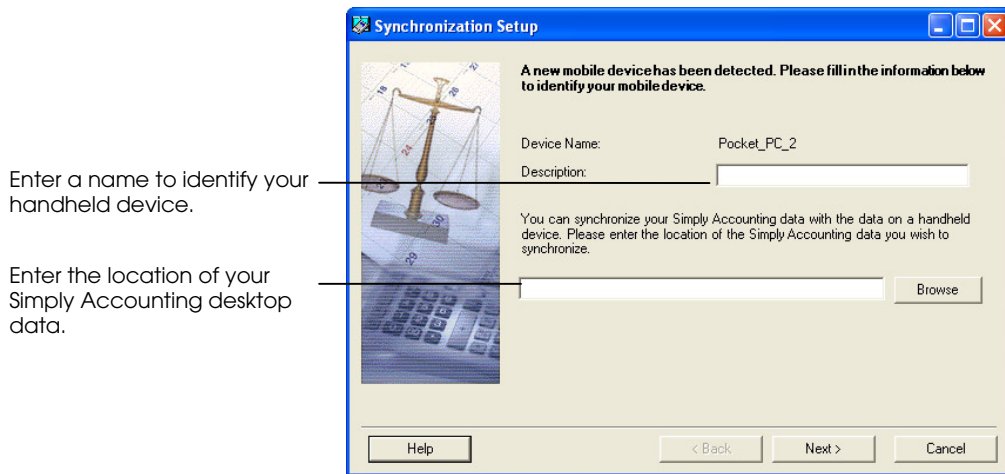 Synchronization Setup
A new mobile device has been detected. Please fill in the information below
to identify your mobile device.
Device Name: Pocket_PC_2
Description:
Enter a name to identify your
handheld device.
You can synchronize your Simply Accounting data with the data on a handheld
device. Please enter the location of the Simply Accounting data you wish to
synchronize.
Enter the location of your
Simply Accounting desktop
data.
Browse
Help
< Back
Next >
Cancel